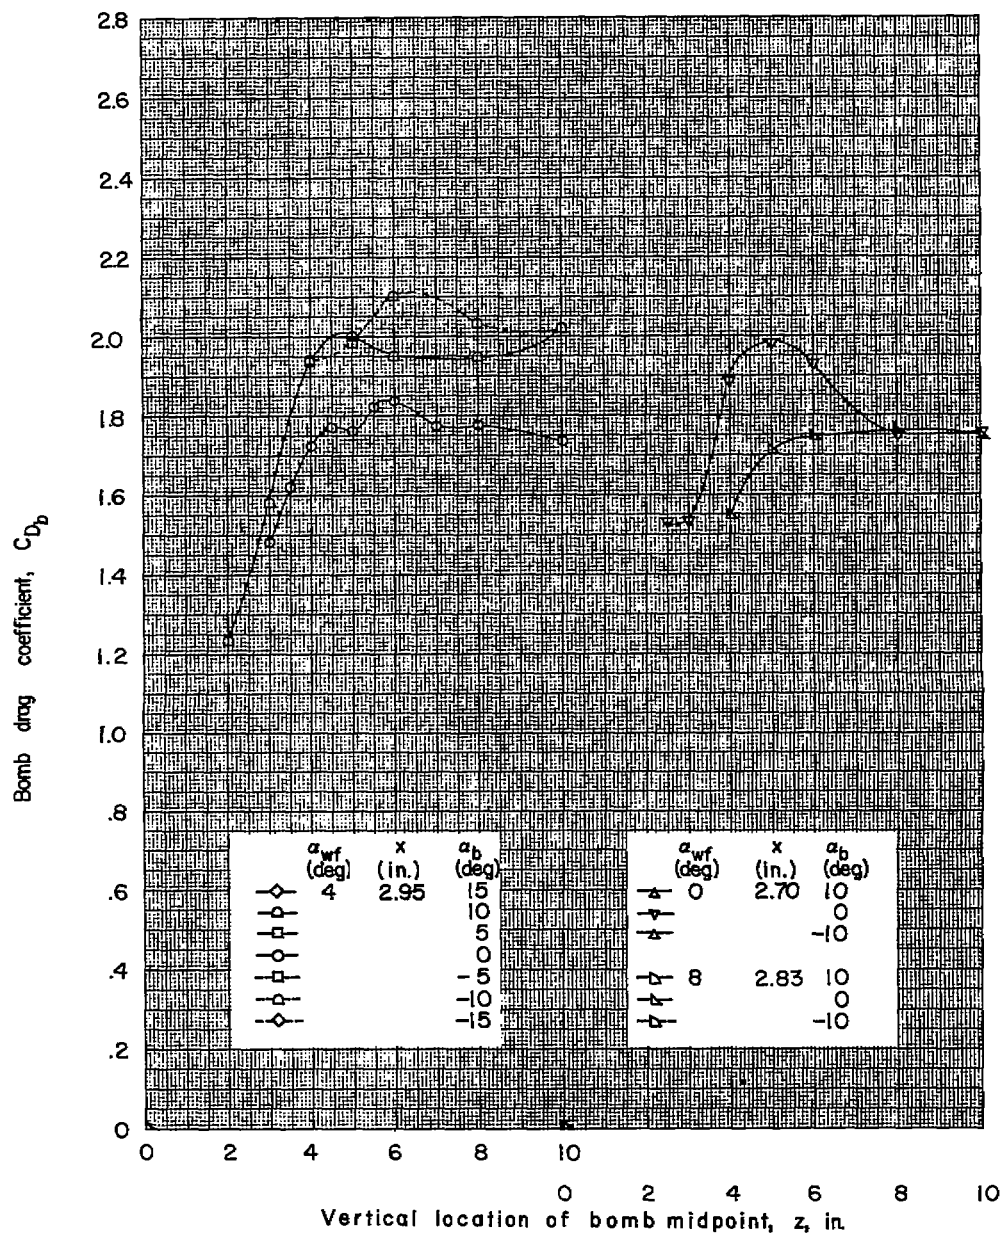 2.8
2.6
2.4
2.2
2.0
1.8
1.6
1.4
1.2
1.0
.8
.6
.4
.2
0
Bomb drag coefficient, C_D_b
α_wf (deg) x (in.) α_b (deg)
4 2.95 15
10
5
0
-5
-10
-15
α_wf (deg) x (in.) α_b (deg)
0 2.70 10
0
-10
8 2.83 10
0
-10
0 2 4 6 8 10
0 2 4 6 8 10
Vertical location of bomb midpoint, z, in.